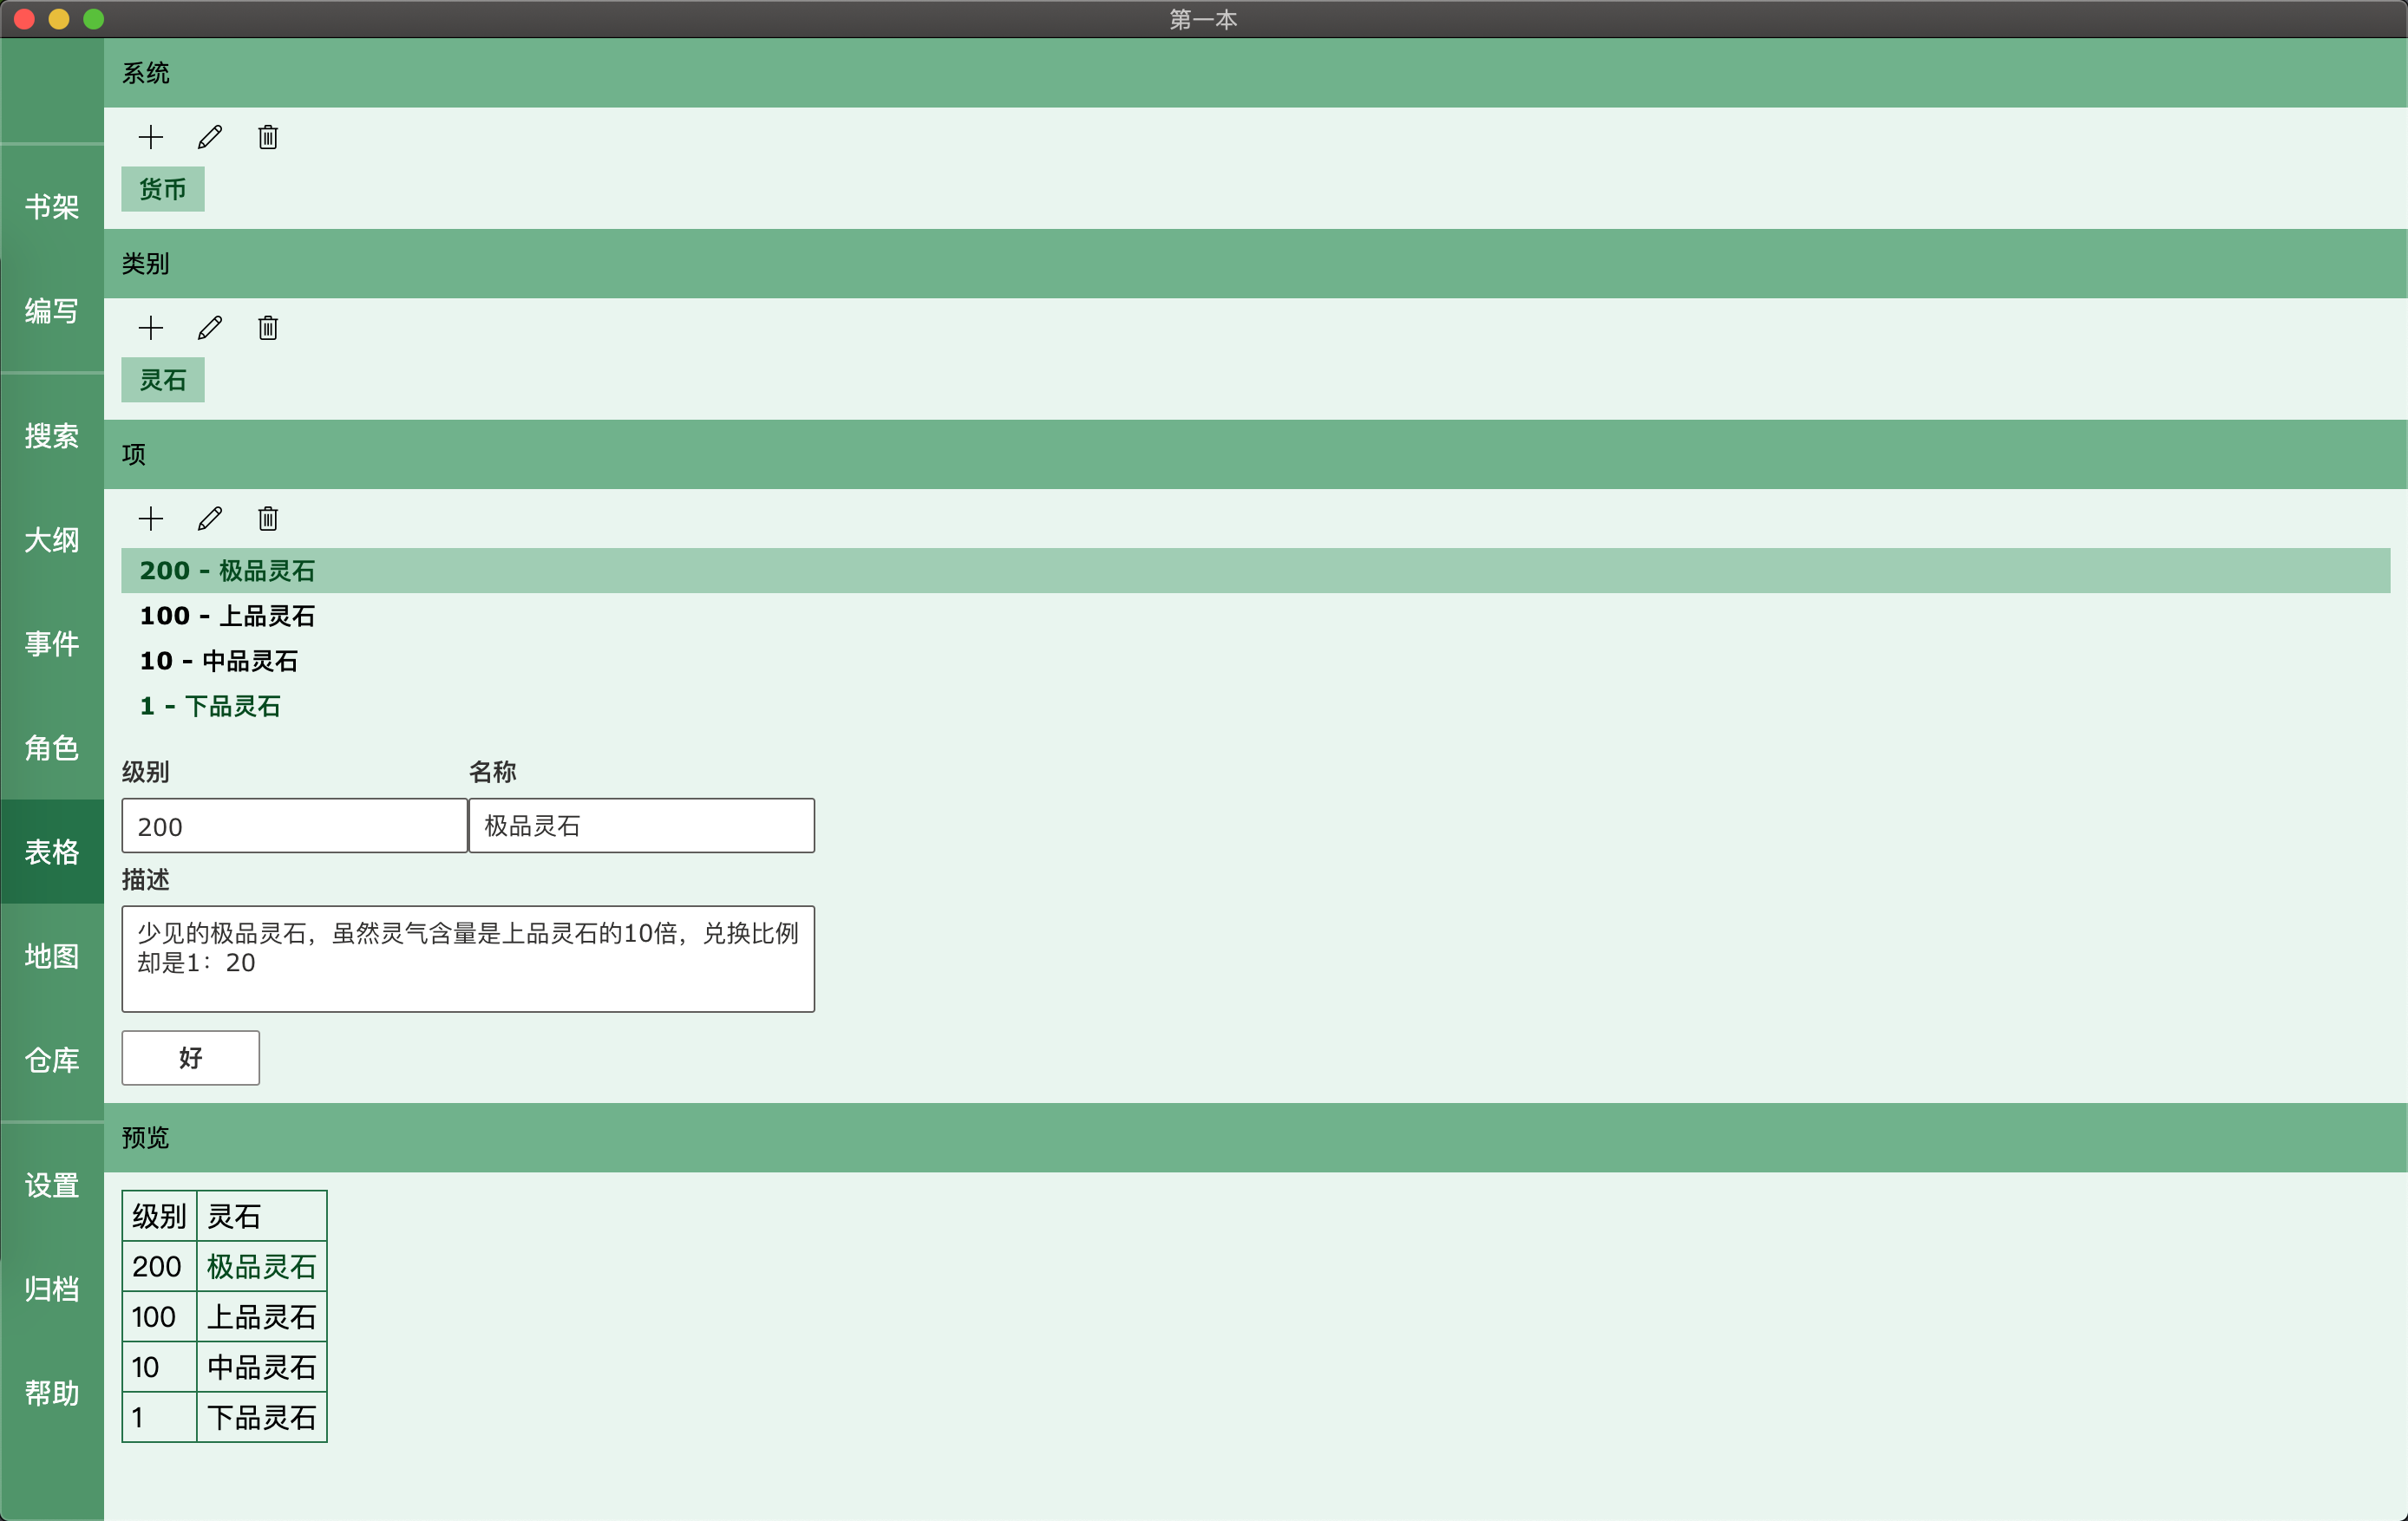 第一本
书架
编写
搜索
大纲
事件
角色
表格
地图
仓库
设置
归档
帮助
系统
货币
类别
灵石
项
200 - 极品灵石
100 - 上品灵石
10 - 中品灵石
1 - 下品灵石
级别 名称
200 极品灵石
描述
少见的极品灵石，虽然灵气含量是上品灵石的10倍，兑换比例
却是1：20
好
预览
级别 灵石
200 极品灵石
100 上品灵石
10 中品灵石
1 下品灵石